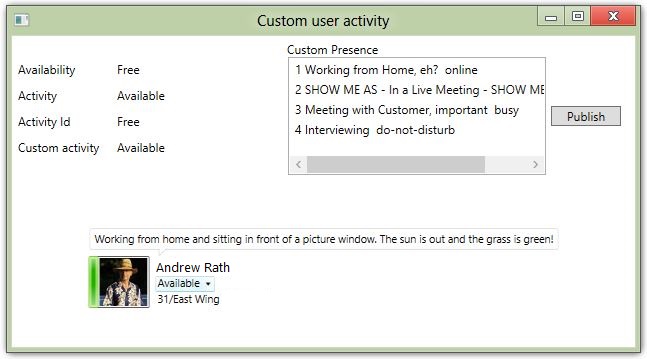 Custom user activity
Custom Presence
Availability Free
Activity Available
Activity Id Free
Custom activity Available
1 Working from Home, eh?  online
2 SHOW ME AS - In a Live Meeting - SHOW ME
3 Meeting with Customer, important  busy
4 Interviewing  do-not-disturb
Publish
Working from home and sitting in front of a picture window. The sun is out and the grass is green!
Andrew Rath
Available
31/East Wing